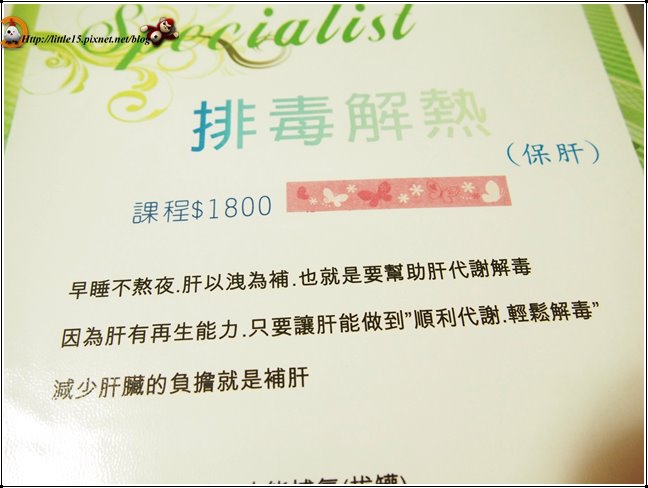 Http://little15.pixnet.net/blog
Specialist
排毒解熱
(保肝)
課程$1800
早睡不熬夜.肝以洩為補.也就是要幫助肝代謝解毒
因為肝有再生能力.只要讓肝能做到"順利代謝.輕鬆解毒"
減少肝臟的負擔就是補肝